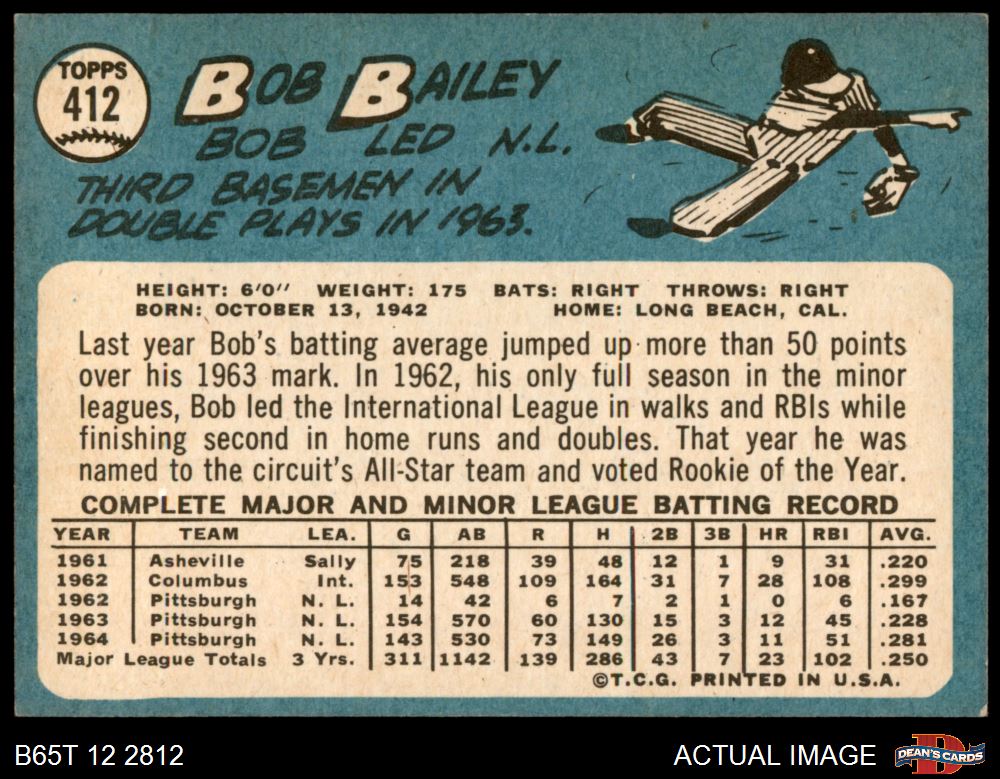 TOPPS
412
BOB BAILEY
BOB LED N.L.
THIRD BASEMEN IN
DOUBLE PLAYS IN 1963.
HEIGHT: 6'0" WEIGHT: 175 BATS: RIGHT THROWS: RIGHT
BORN: OCTOBER 13, 1942 HOME: LONG BEACH, CAL.
Last year Bob's batting average jumped up more than 50 points
over his 1963 mark. In 1962, his only full season in the minor
leagues, Bob led the International League in walks and RBIs while
finishing second in home runs and doubles. That year he was
named to the circuit's All-Star team and voted Rookie of the Year.
COMPLETE MAJOR AND MINOR LEAGUE BATTING RECORD
YEAR TEAM LEA. G AB R H 2B 3B HR RBI AVG.
1961 Asheville Sally 75 218 39 48 12 1 9 31 .220
1962 Columbus Int. 153 548 109 164 31 7 28 108 .299
1962 Pittsburgh N. L. 14 42 6 7 2 1 0 6 .167
1963 Pittsburgh N. L. 154 570 60 130 15 3 12 45 .228
1964 Pittsburgh N. L. 143 530 73 149 26 3 11 51 .281
Major League Totals 3 Yrs. 311 1142 139 286 43 7 23 102 .250
©T.C.G. PRINTED IN U.S.A.
B65T 12 2812 ACTUAL IMAGE DEAN'S CARDS